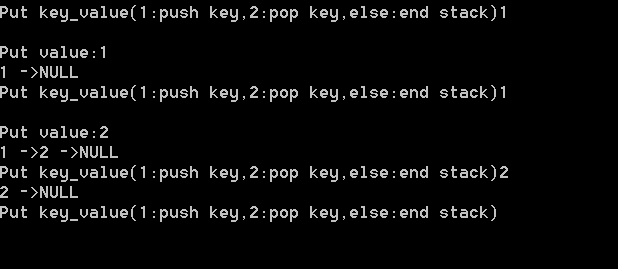 Put key_value(1:push key,2:pop key,else:end stack)1
Put value:1
1 ->NULL
Put key_value(1:push key,2:pop key,else:end stack)1
Put value:2
1 ->2 ->NULL
Put key_value(1:push key,2:pop key,else:end stack)2
2 ->NULL
Put key_value(1:push key,2:pop key,else:end stack)